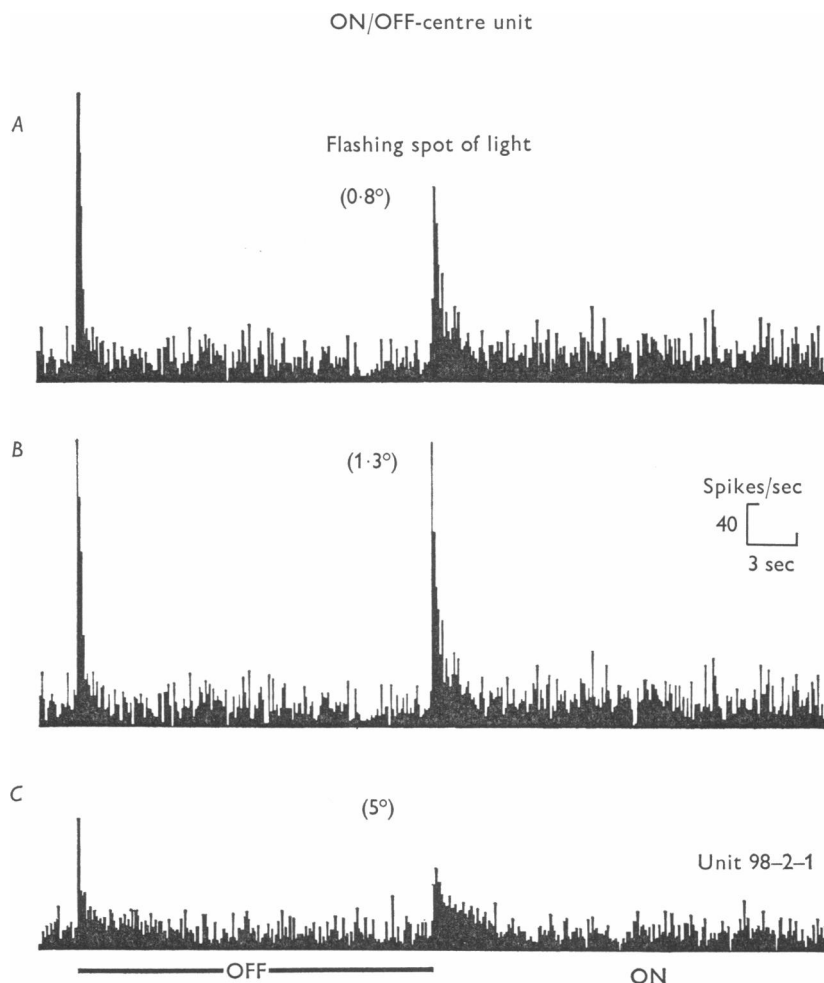 ON/OFF-centre unit
A
Flashing spot of light
(0·8°)
B
(1·3°)
Spikes/sec
40
3 sec
C
(5°)
Unit 98–2–1
OFF
ON